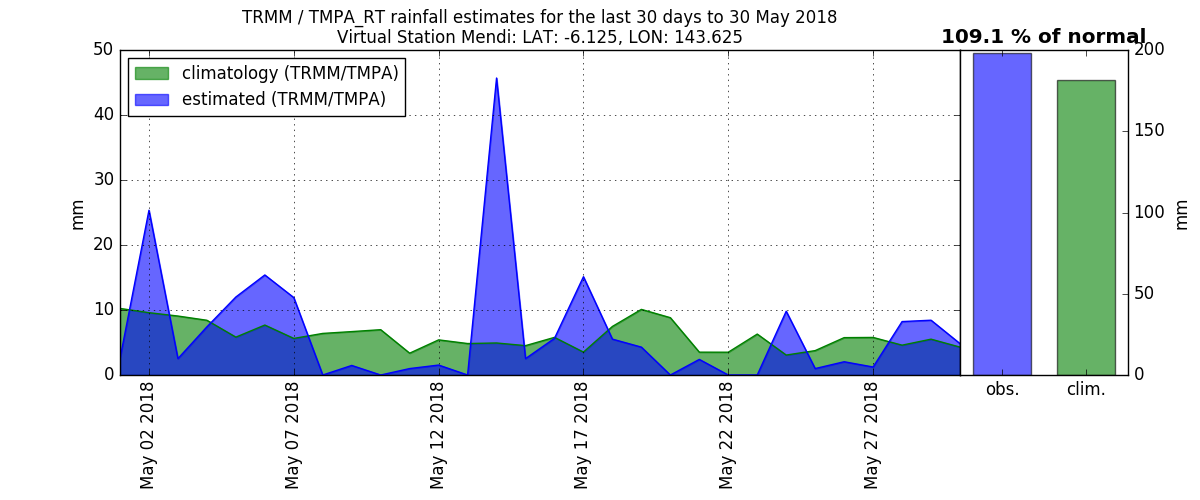 TRMM / TMPA_RT rainfall estimates for the last 30 days to 30 May 2018
Virtual Station Mendi: LAT: -6.125, LON: 143.625
109.1 % of normal
climatology (TRMM/TMPA)
estimated (TRMM/TMPA)
mm
50
40
30
20
10
0
May 02 2018
May 07 2018
May 12 2018
May 17 2018
May 22 2018
May 27 2018
obs.
clim.
200
150
100
50
0
mm